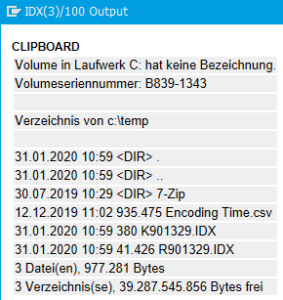 IDX(3)/100 Output
CLIPBOARD
Volume in Laufwerk C: hat keine Bezeichnung.
Volumeseriennummer: B839-1343
Verzeichnis von c:\temp
31.01.2020 10:59 <DIR> .
31.01.2020 10:59 <DIR> ..
30.07.2019 10:29 <DIR> 7-Zip
12.12.2019 11:02 935.475 Encoding Time.csv
31.01.2020 10:59 380 K901329.IDX
31.01.2020 10:59 41.426 R901329.IDX
3 Datei(en), 977.281 Bytes
3 Verzeichnis(se), 39.287.545.856 Bytes frei